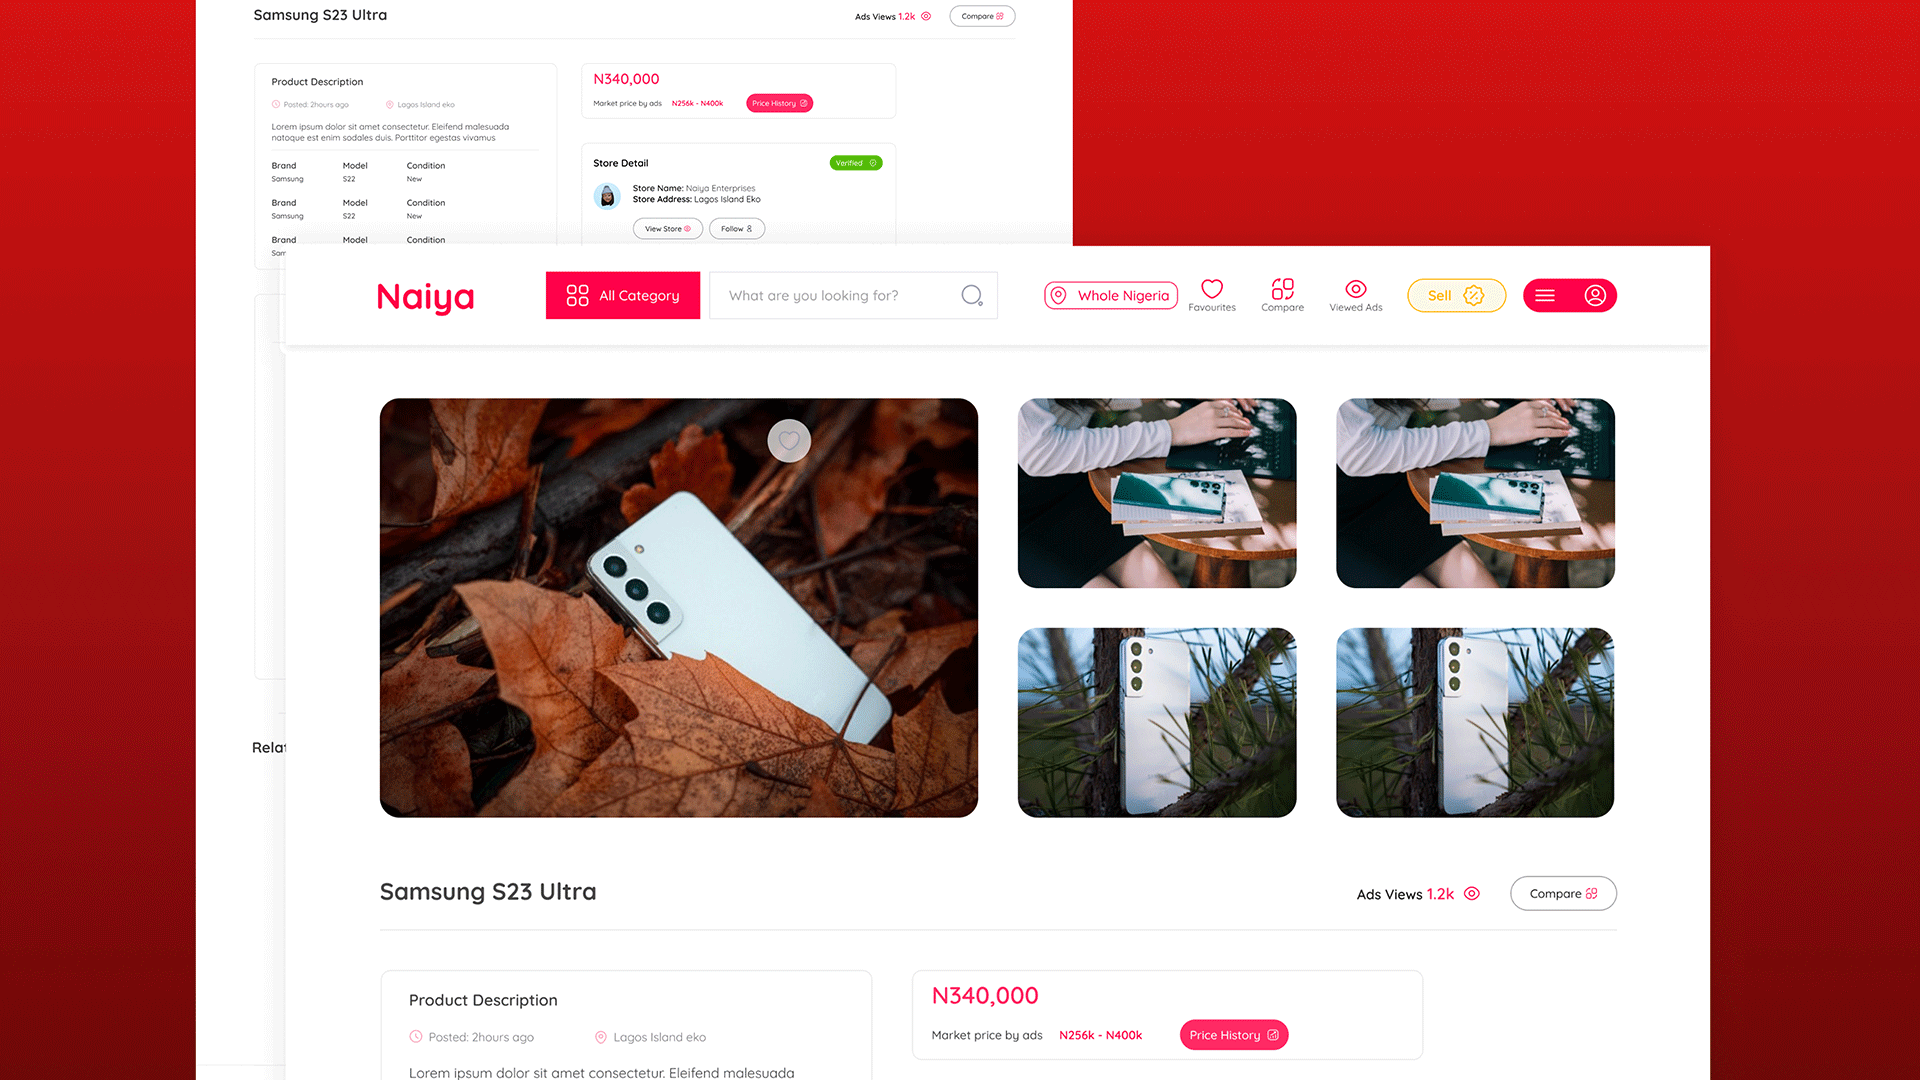 Samsung S23 Ultra
Ads Views 1.2k
Compare
Product Description
Posted: 2hours ago
Lagos Island eko
Lorem ipsum dolor sit amet consectetur. Eleifend malesuada
natoque est enim sodales duis. Porttitor egestas vivamus
Brand Model Condition
Samsung S22 New
Brand Model Condition
Samsung S22 New
Brand Model Condition
Sam
N340,000
Market price by ads N256k - N400k Price History
Store Detail
Verified
Store Name: Naiya Enterprises
Store Address: Lagos Island Eko
View Store
Follow
Relat
Naiya
All Category
What are you looking for?
Whole Nigeria
Favourites
Compare
Viewed Ads
Sell
Samsung S23 Ultra
Ads Views 1.2k
Compare
Product Description
Posted: 2hours ago
Lagos Island eko
Lorem ipsum dolor sit amet consectetur. Eleifend malesuada
N340,000
Market price by ads N256k - N400k Price History